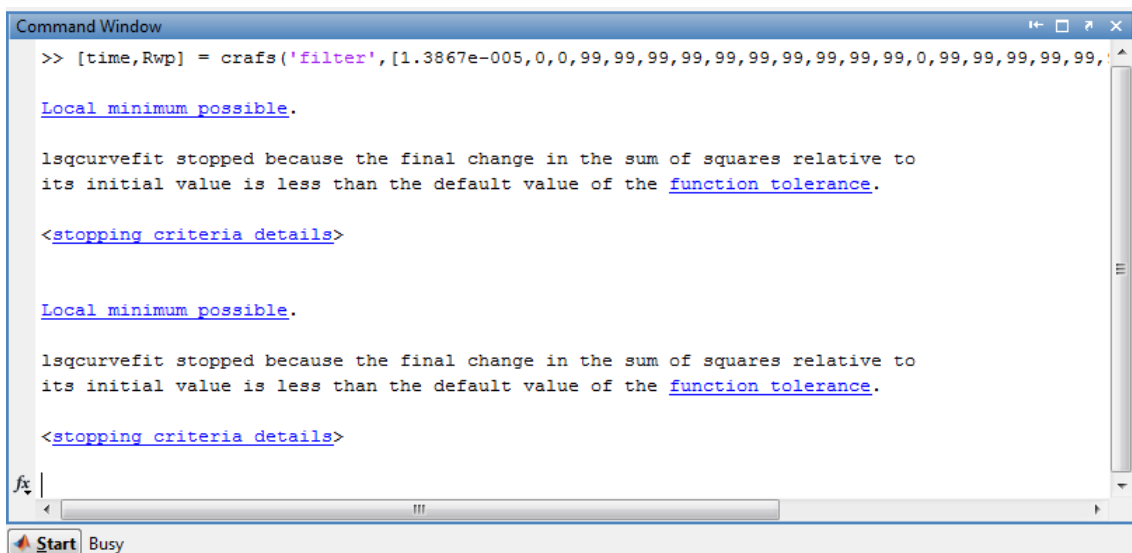 Command Window
>> [time,Rwp] = crafs('filter',[1.3867e-005,0,0,99,99,99,99,99,99,99,99,99,99,0,99,99,99,99,99,
Local minimum possible.
lsqcurvefit stopped because the final change in the sum of squares relative to
its initial value is less than the default value of the function tolerance.
<stopping criteria details>
Local minimum possible.
lsqcurvefit stopped because the final change in the sum of squares relative to
its initial value is less than the default value of the function tolerance.
<stopping criteria details>
fx
Start Busy